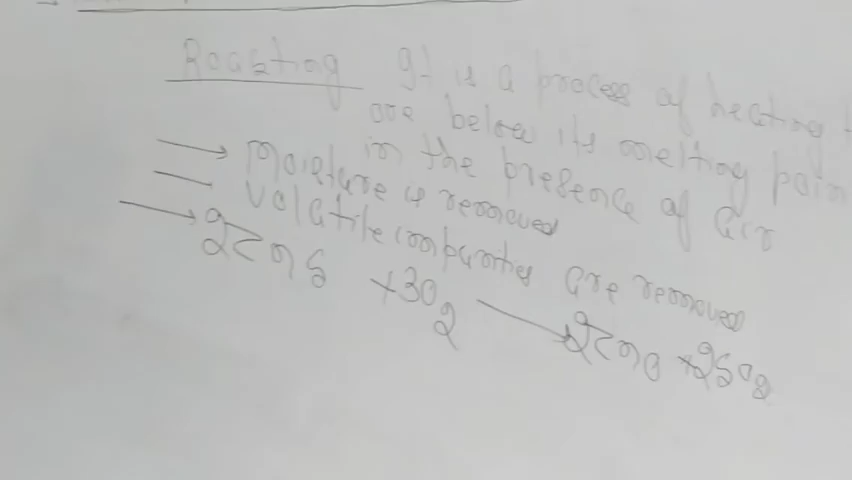 Roasting It is a process of heating
ore below its melting poin
in the presence of air
→ Moisture is removed
Volatile impurities are removed
→ 2ZnS +3O2 → 2ZnO +2SO2